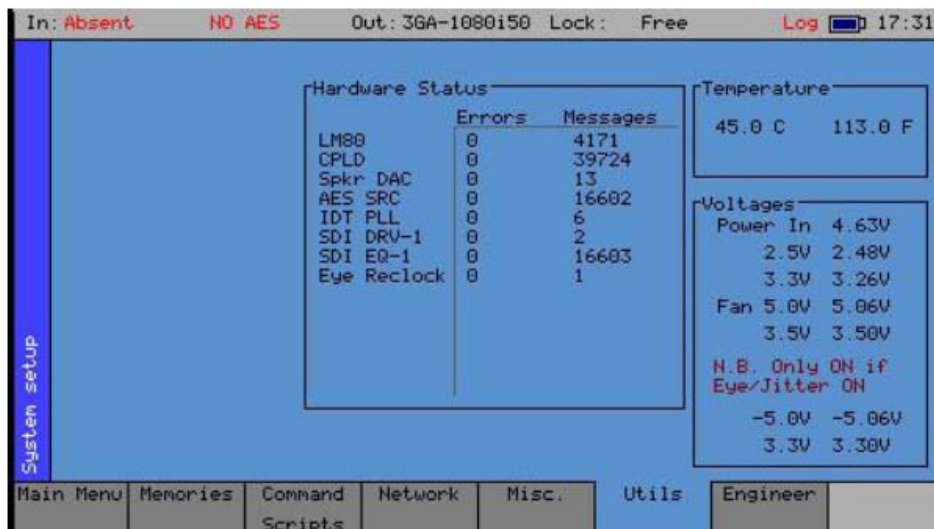 In: Absent NO AES Out: 3GA-1080i50 Lock: Free Log 17:31
System setup
Hardware Status
Errors Messages
LM80 0 4171
CPLD 0 39724
Spkr DAC 0 13
AES SRC 0 16602
IDT PLL 0 6
SDI DRV-1 0 2
SDI EQ-1 0 16603
Eye Reclock 0 1
Temperature
45.0 C 113.0 F
Voltages
Power In 4.63V
2.5V 2.48V
3.3V 3.26V
Fan 5.0V 5.06V
3.5V 3.50V
N.B. Only ON if
Eye/Jitter ON
-5.0V -5.06V
3.3V 3.30V
Main Menu Memories Command Scripts Network Misc. Utils Engineer